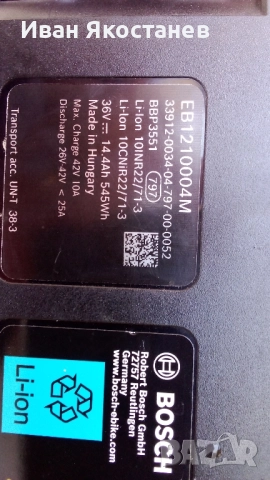 Иван Якостанев
EB1210004M
33912-0034-04-797-00-0052
BBP3551 797
Li-Ion 10INR22/71-3
Li-Ion 10CNIR22/71-3
36V 14.4Ah 545Wh
Made in Hungary
Max. Charge 42V 10A
Discharge 26V-42V < 25A
Transport acc. UN-T 38-3
BOSCH
Robert Bosch GmbH
72757 Reutlingen
Germany
www.bosch-ebike.com
Li-ion
BAZAR